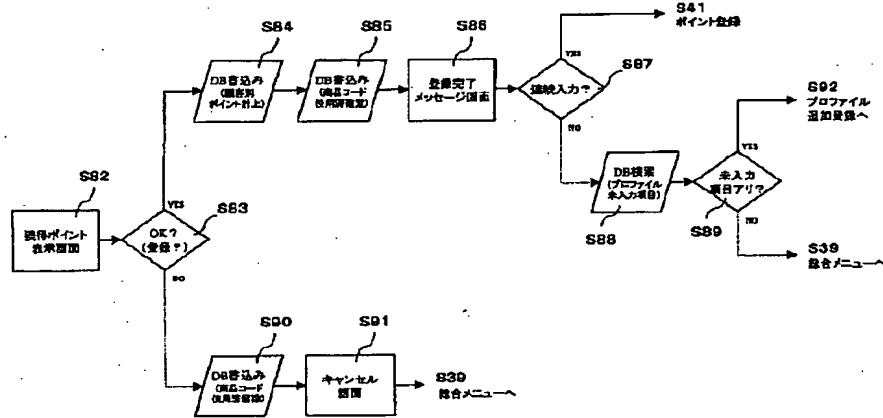 S41
ポイント登録
S84
S85
S86
YES
S87
DB書込み
(顧客別
ポイント計上)
DB書込み
(商品コード
使用済確定)
登録完了
メッセージ画面
連続入力?
S92
プロファイル
追加登録へ
NO
YES
S82
DB検索
(プロファイル
未入力項目)
未入力
項目アリ?
YES
S83
獲得ポイント
表示画面
OK?
(登録?)
S88
S89
NO
S39
総合メニューへ
NO
S90
S91
DB書込み
(商品コード
キャンセル
画面
S39
総合メニューへ